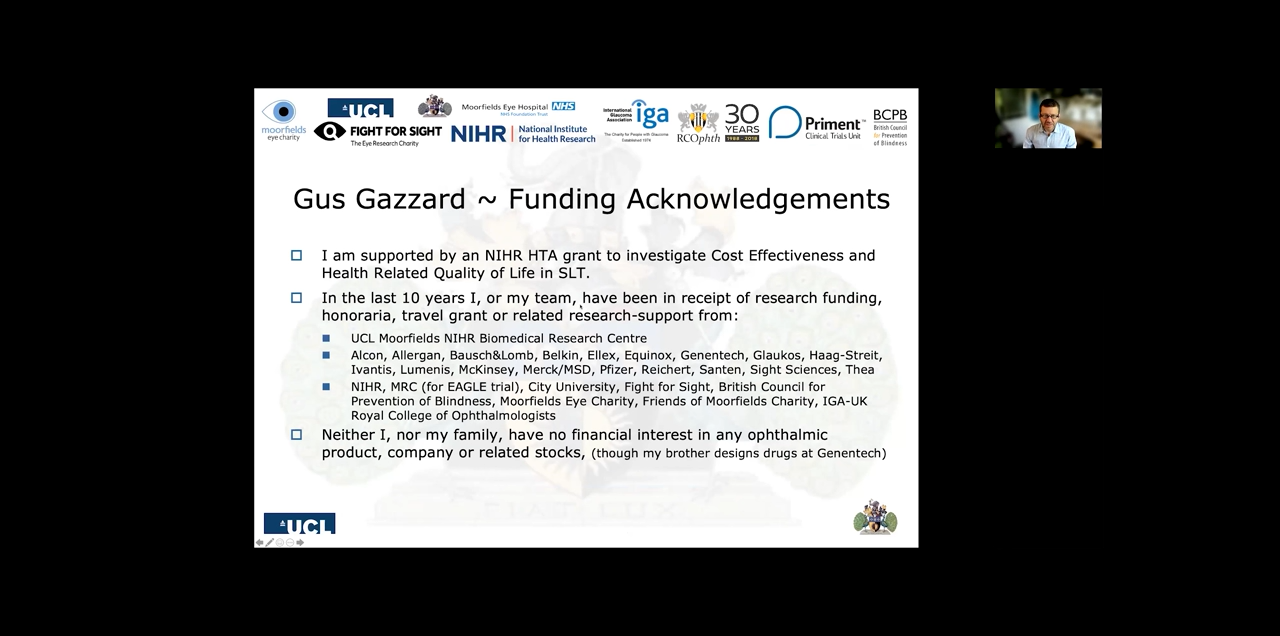 moorfields
eye charity
UCL
FIGHT FOR SIGHT
The Eye Research Charity
Moorfields Eye Hospital NHS
NHS Foundation Trust
NIHR | National Institute
for Health Research
International
Glaucoma
Association
iga
The Charity for People with Glaucoma
Established 1974
RCOphth
30
YEARS
1988 - 2018
Priment™
Clinical Trials Unit
BCPB
British Council
for Prevention
of Blindness
Gus Gazzard ~ Funding Acknowledgements
I am supported by an NIHR HTA grant to investigate Cost Effectiveness and
Health Related Quality of Life in SLT.
In the last 10 years I, or my team, have been in receipt of research funding,
honoraria, travel grant or related research-support from:
UCL Moorfields NIHR Biomedical Research Centre
Alcon, Allergan, Bausch&Lomb, Belkin, Ellex, Equinox, Genentech, Glaukos, Haag-Streit,
Ivantis, Lumenis, McKinsey, Merck/MSD, Pfizer, Reichert, Santen, Sight Sciences, Thea
NIHR, MRC (for EAGLE trial), City University, Fight for Sight, British Council for
Prevention of Blindness, Moorfields Eye Charity, Friends of Moorfields Charity, IGA-UK
Royal College of Ophthalmologists
Neither I, nor my family, have no financial interest in any ophthalmic
product, company or related stocks, (though my brother designs drugs at Genentech)
FIAT LUX
UCL